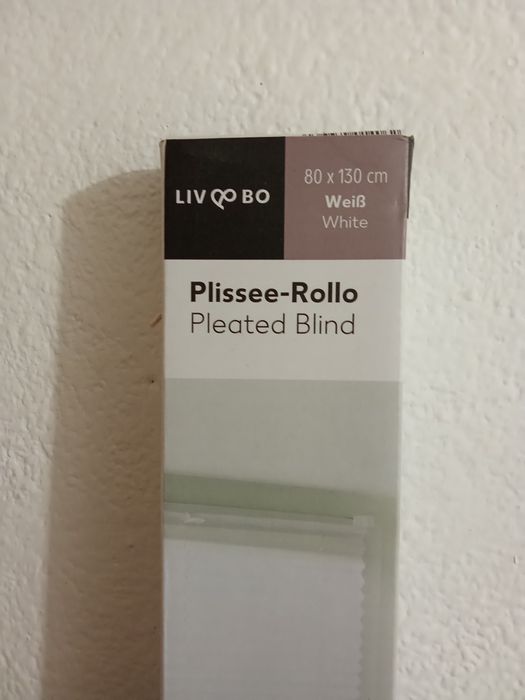 LIV & BO
80 x 130 cm
Weiß
White
Plissee-Rollo
Pleated Blind